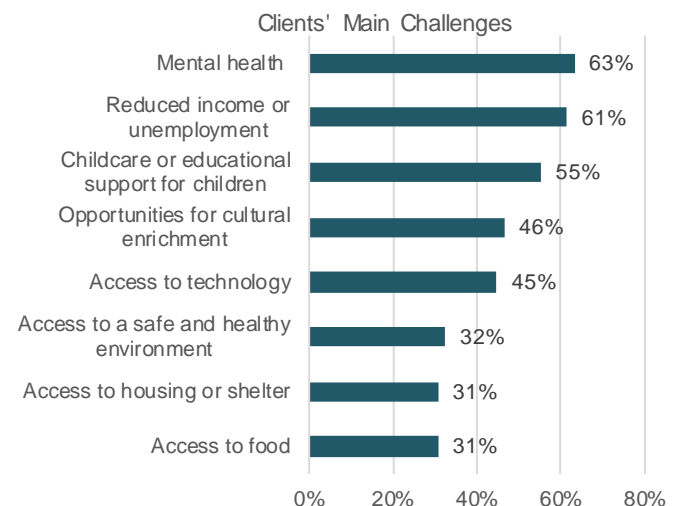 Clients' Main Challenges
Mental health
63%
Reduced income or
unemployment
61%
Childcare or educational
support for children
55%
Opportunities for cultural
enrichment
46%
Access to technology
45%
Access to a safe and healthy
environment
32%
Access to housing or shelter
31%
Access to food
31%
0% 20% 40% 60% 80%